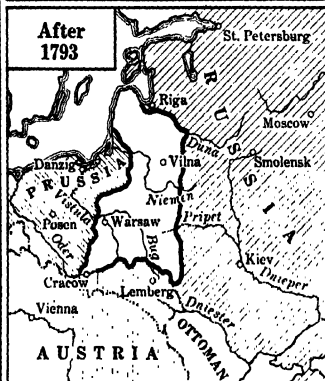 After
1793
St. Petersburg
Riga
RUSSIA
Moscow
Duna
Smolensk
Danzig
Vilna
PRUSSIA
Niemen
Vistula
Posen
Warsaw
Pripet
Oder
Bug
Kiev
Dnieper
Cracow
Lemberg
Vienna
Dniester
AUSTRIA
OTTOMAN